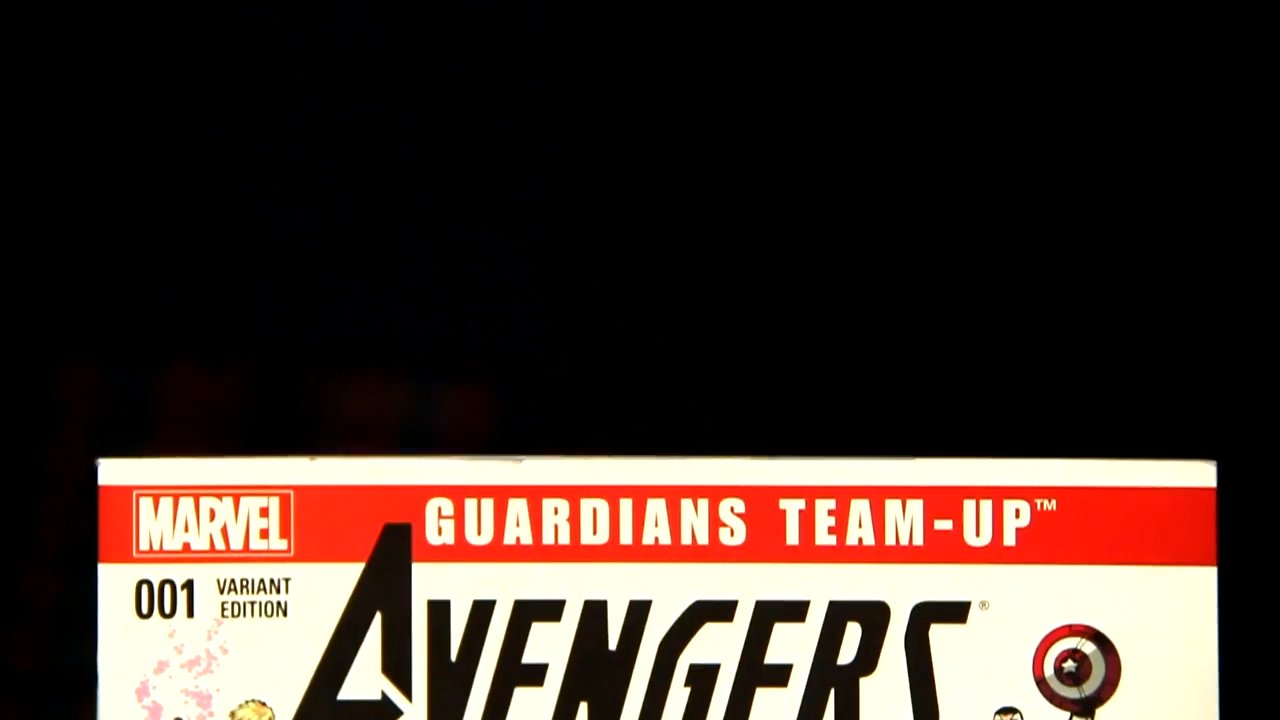 MARVEL
GUARDIANS TEAM-UP™
001
VARIANT
EDITION
AVENGERS®